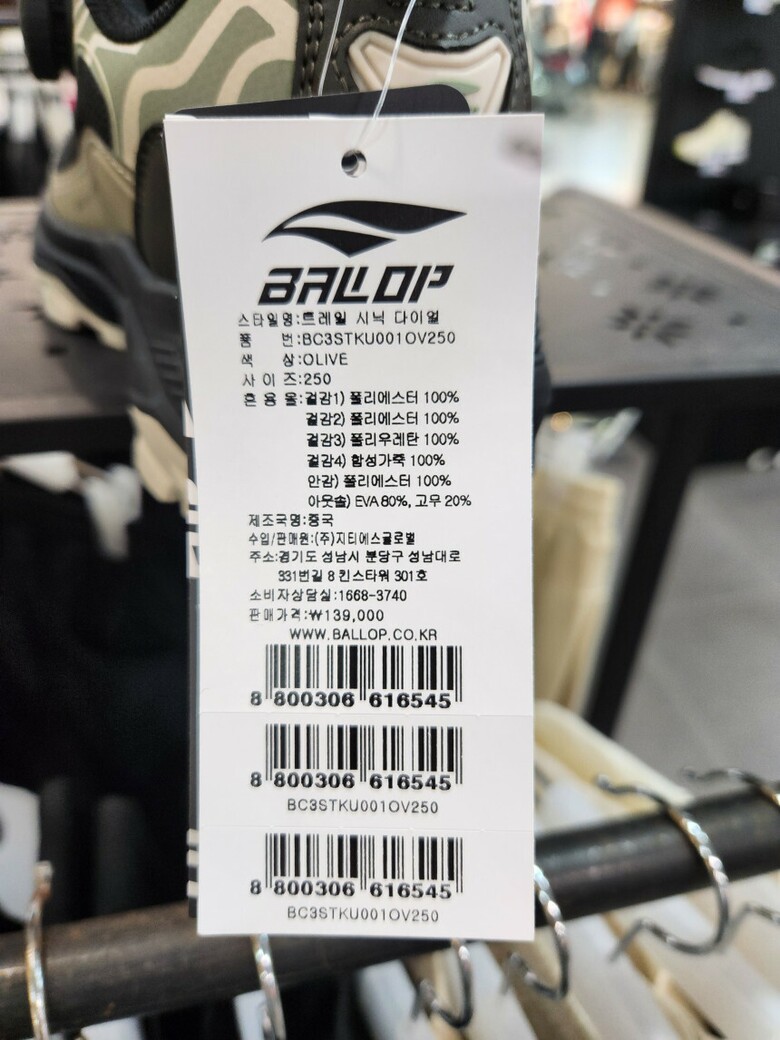 BALLOP
스타일명:트레일 시닉 다이얼
품 번:BC3STKU001OV250
색 상:OLIVE
사 이 즈:250
혼 용 율:겉감1) 폴리에스터 100%
겉감2) 폴리에스터 100%
겉감3) 폴리우레탄 100%
겉감4) 합성가죽 100%
안감) 폴리에스터 100%
아웃솔) EVA 80%, 고무 20%
제조국명:중국
수입/판매원:(주)지티에스글로벌
주소:경기도 성남시 분당구 성남대로
331번길 8 킨스타워 301호
소비자상담실:1668-3740
판매가격:₩139,000
WWW.BALLOP.CO.KR
8 800306 616545
8 800306 616545
BC3STKU001OV250
8 800306 616545
BC3STKU001OV250